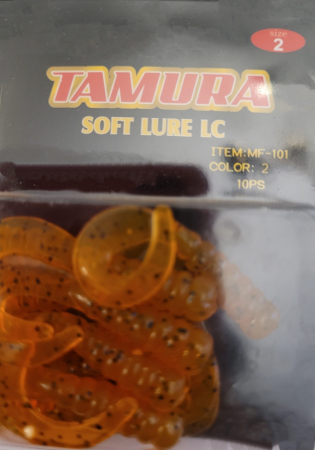 size
2
TAMURA
SOFT LURE LC
ITEM:MF-101
COLOR: 2
10PS